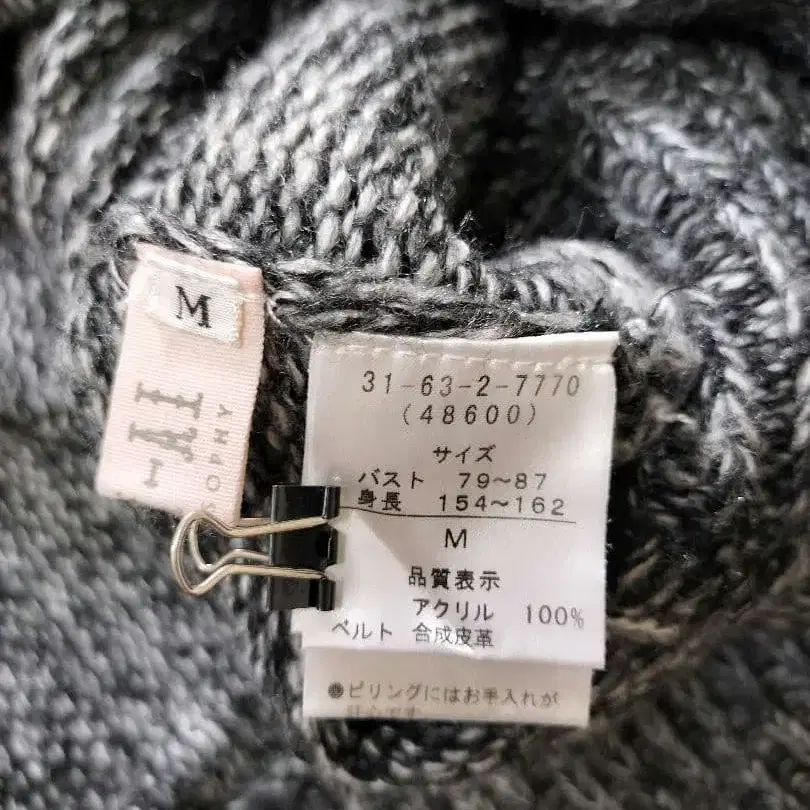 M
OPHY
31-63-2-7770
(48600)
サイズ
バスト 79～87
身長 154～162
M
品質表示
アクリル 100%
ベルト 合成皮革
●ピリングにはお手入れが